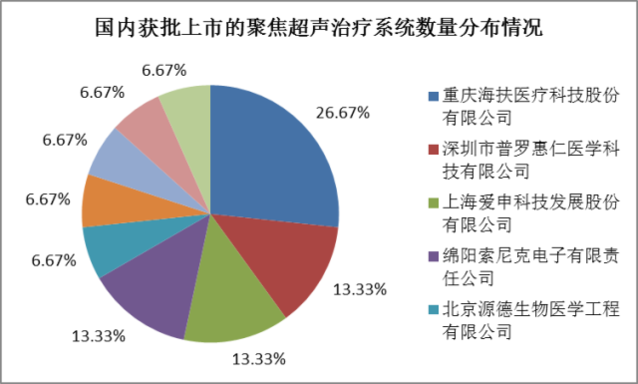 国内获批上市的聚焦超声治疗系统数量分布情况
6.67%
6.67%
26.67%
6.67%
6.67%
6.67%
13.33%
13.33%
13.33%
重庆海扶医疗科技股份
有限公司
深圳市普罗惠仁医学科
技有限公司
上海爱申科技发展股份
有限公司
绵阳索尼克电子有限责
任公司
北京源德生物医学工程
有限公司